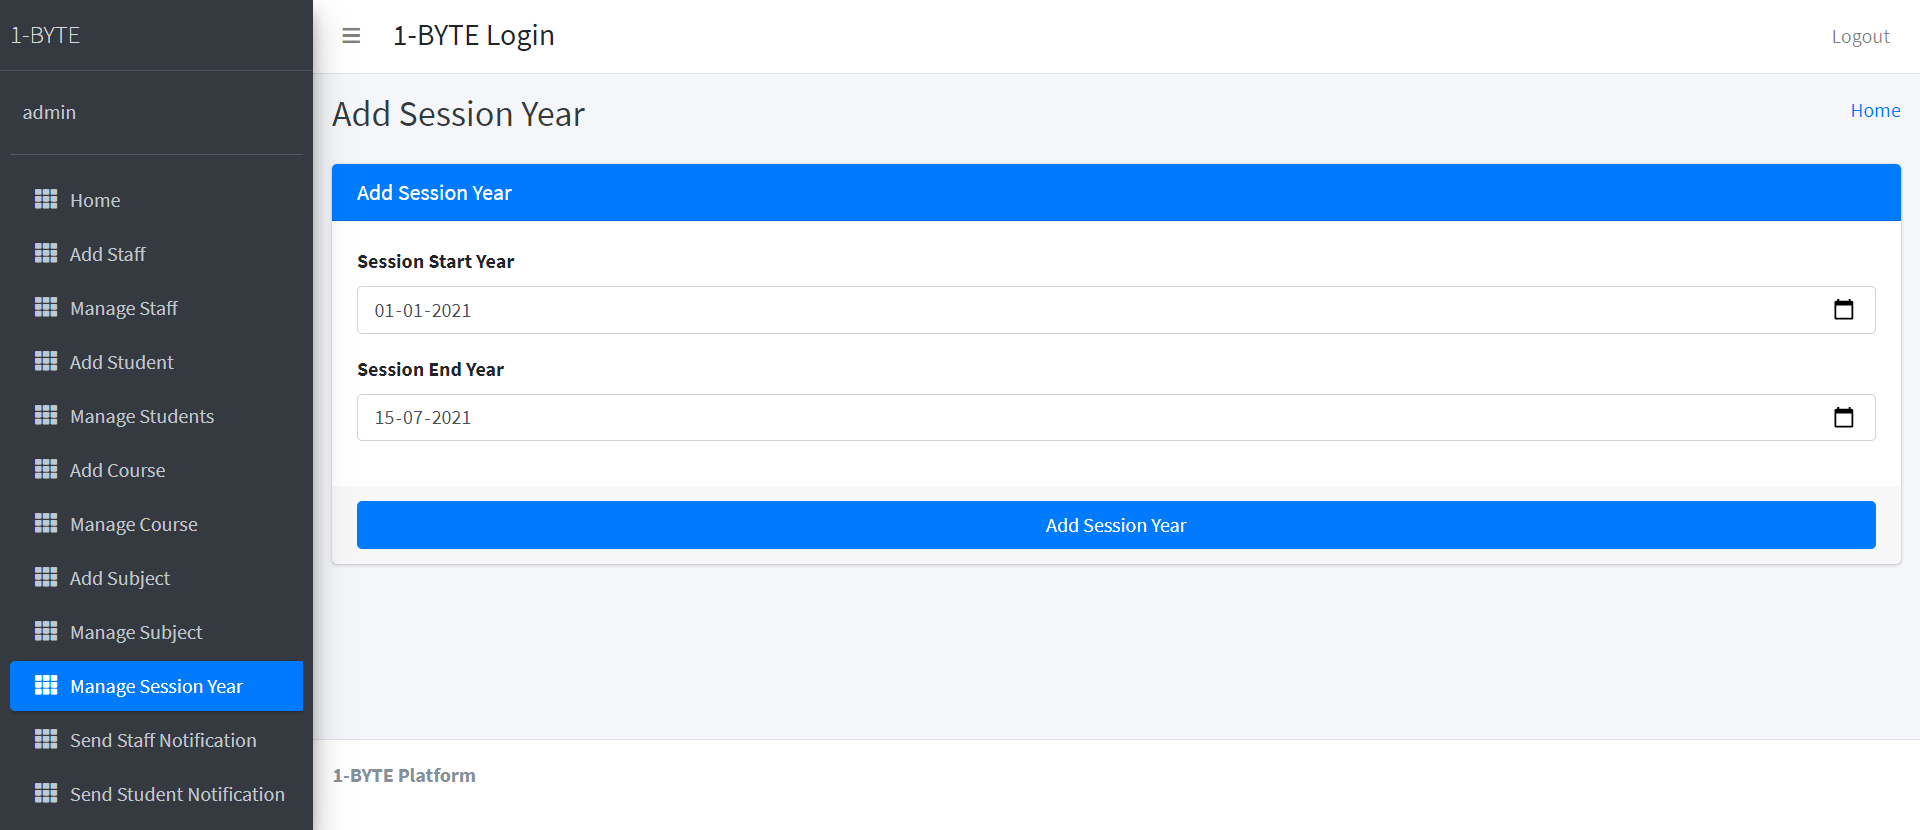 1-BYTE
admin
Home
Add Staff
Manage Staff
Add Student
Manage Students
Add Course
Manage Course
Add Subject
Manage Subject
Manage Session Year
Send Staff Notification
Send Student Notification
1-BYTE Login
Logout
Add Session Year
Home
Add Session Year
Session Start Year
01-01-2021
Session End Year
15-07-2021
Add Session Year
1-BYTE Platform